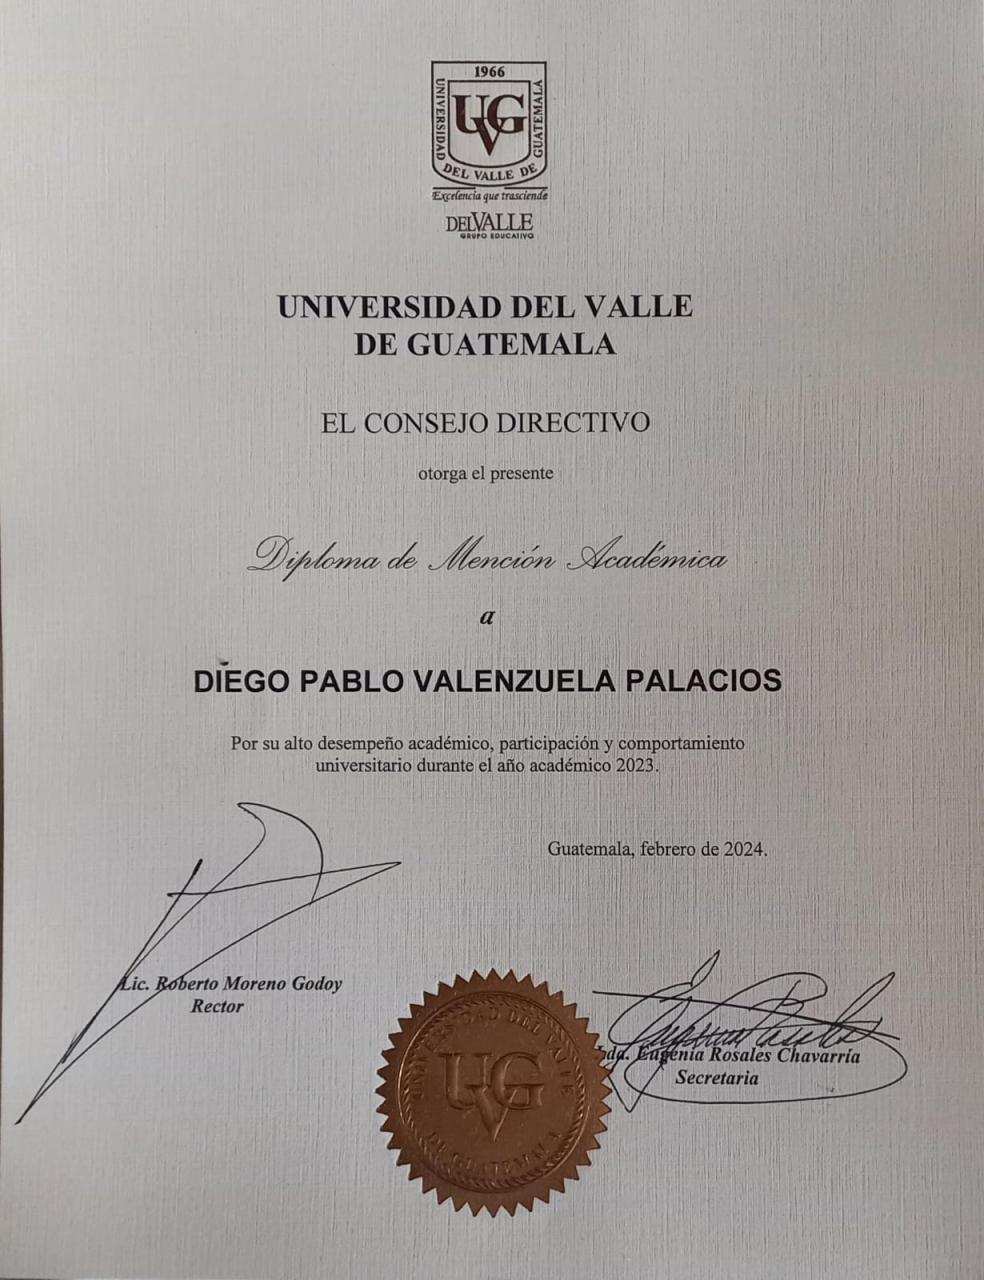 1966
UNIVERSIDAD DEL VALLE DE GUATEMALA
UVG
Excelencia que trasciende
DELVALLE
GRUPO EDUCATIVO
UNIVERSIDAD DEL VALLE
DE GUATEMALA
EL CONSEJO DIRECTIVO
otorga el presente
Diploma de Mención Académica
a
DIEGO PABLO VALENZUELA PALACIOS
Por su alto desempeño académico, participación y comportamiento
universitario durante el año académico 2023.
Guatemala, febrero de 2024.
Lic. Roberto Moreno Godoy
Rector
Lda. Eugenia Rosales Chavarría
Secretaria
UNIVERSIDAD DEL VALLE
UVG
DE GUATEMALA